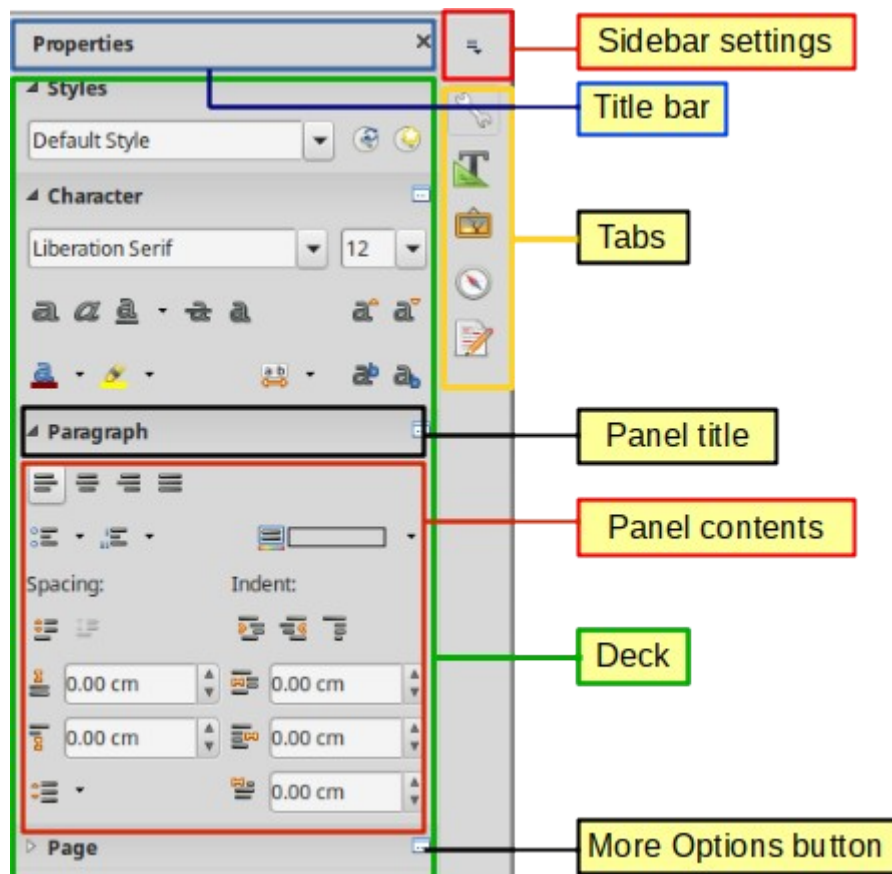 Properties
Sidebar settings
Styles
Title bar
Default Style
Character
Tabs
Liberation Serif 12
Paragraph
Panel title
Panel contents
Spacing: Indent:
Deck
0.00 cm 0.00 cm
0.00 cm 0.00 cm
0.00 cm
Page
More Options button